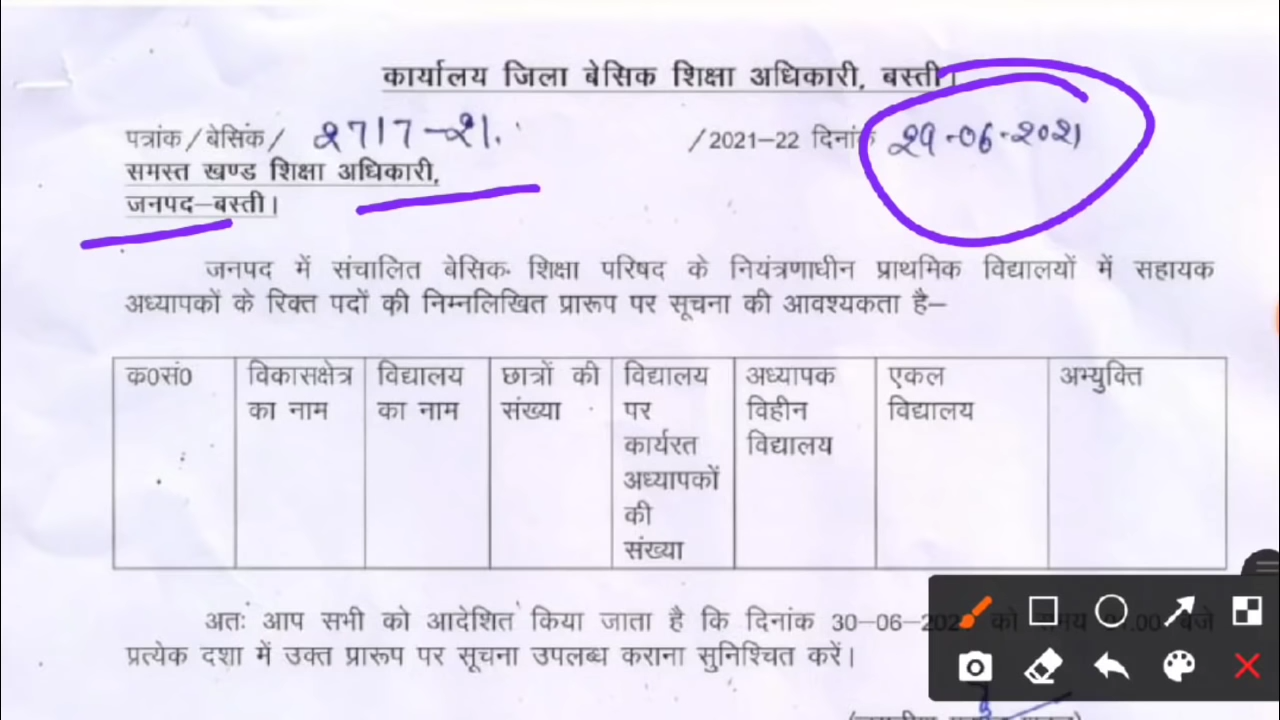 कार्यालय जिला बेसिक शिक्षा अधिकारी, बस्ती।
पत्रांक/बेसिक/ 2717-21. /2021–22 दिनांक 29-06-2021
समस्त खण्ड शिक्षा अधिकारी,
जनपद–बस्ती।
जनपद में संचालित बेसिक शिक्षा परिषद के नियंत्रणाधीन प्राथमिक विद्यालयों में सहायक
अध्यापकों के रिक्त पदों की निम्नलिखित प्रारूप पर सूचना की आवश्यकता है–
क0सं0
विकासक्षेत्र
का नाम
विद्यालय
का नाम
छात्रों की
संख्या
विद्यालय
पर
कार्यरत
अध्यापकों
की
संख्या
अध्यापक
विहीन
विद्यालय
एकल
विद्यालय
अभ्युक्ति
अतः आप सभी को आदेशित किया जाता है कि दिनांक 30–06–2021 को समय बजे
प्रत्येक दशा में उक्त प्रारूप पर सूचना उपलब्ध कराना सुनिश्चित करें।